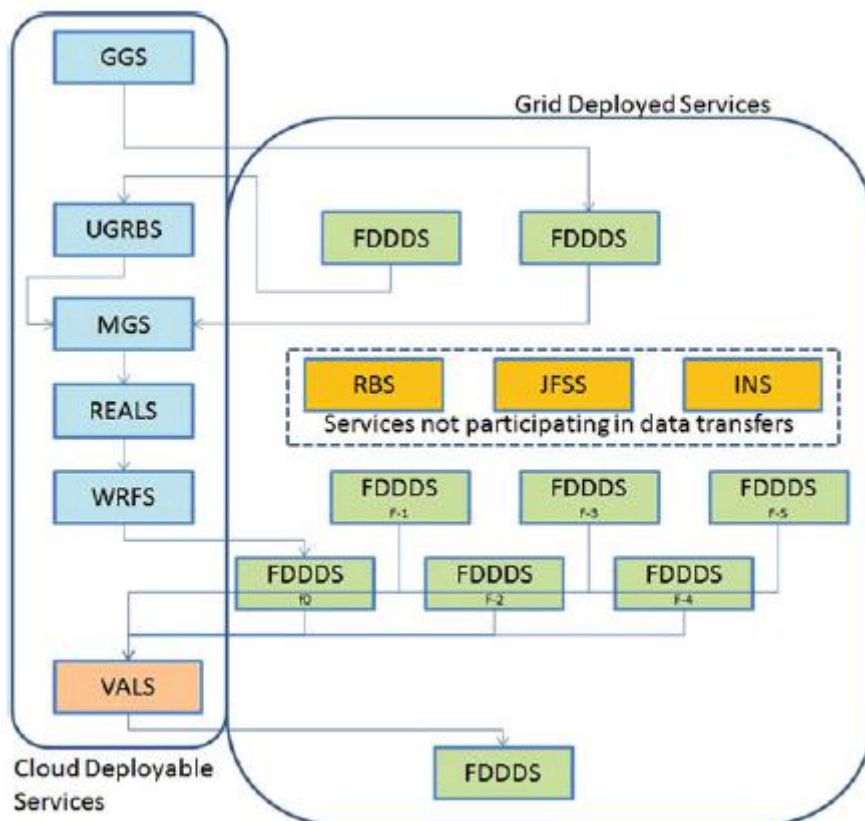 GGS
Grid Deployed Services
UGRBS
FDDDS
FDDDS
MGS
RBS
JFSS
INS
Services not participating in data transfers
REALS
WRFS
FDDDS
F-1
FDDDS
F-3
FDDDS
F-5
FDDDS
f0
FDDDS
F-2
FDDDS
F-4
VALS
FDDDS
Cloud Deployable
Services